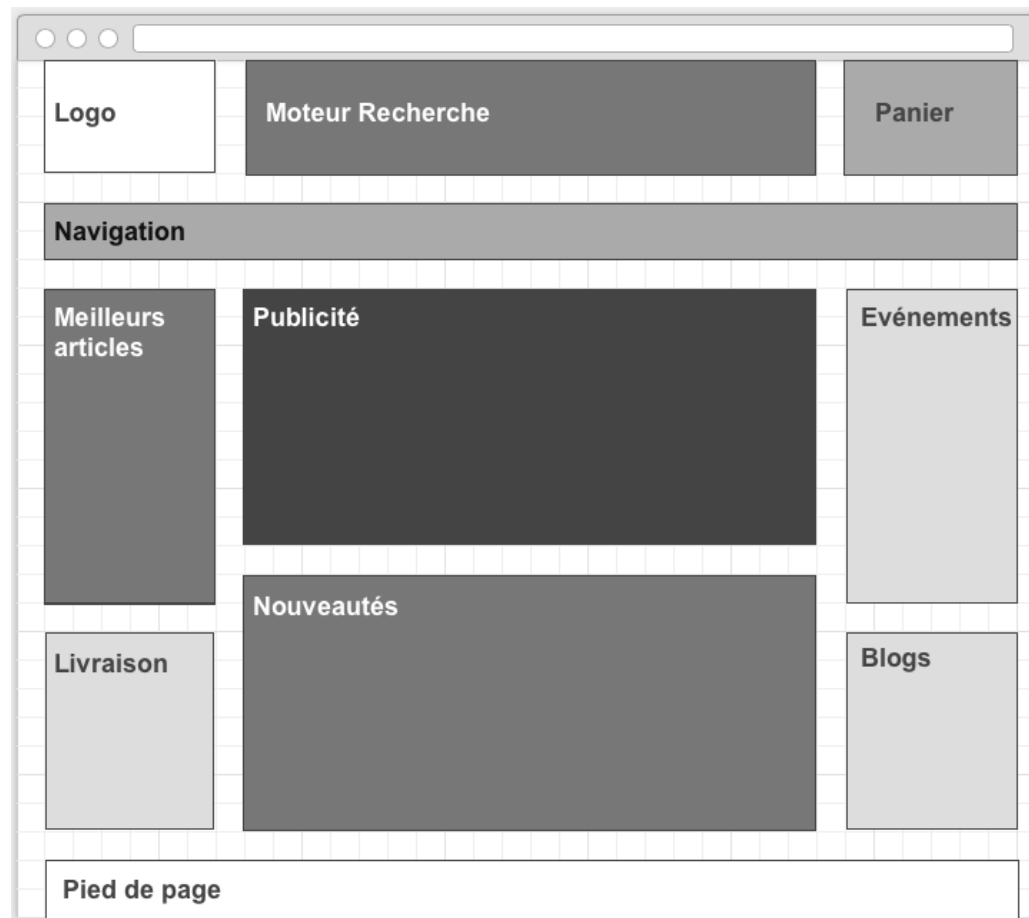 Logo
Moteur Recherche
Panier
Navigation
Meilleurs
articles
Publicité
Evénements
Nouveautés
Livraison
Blogs
Pied de page